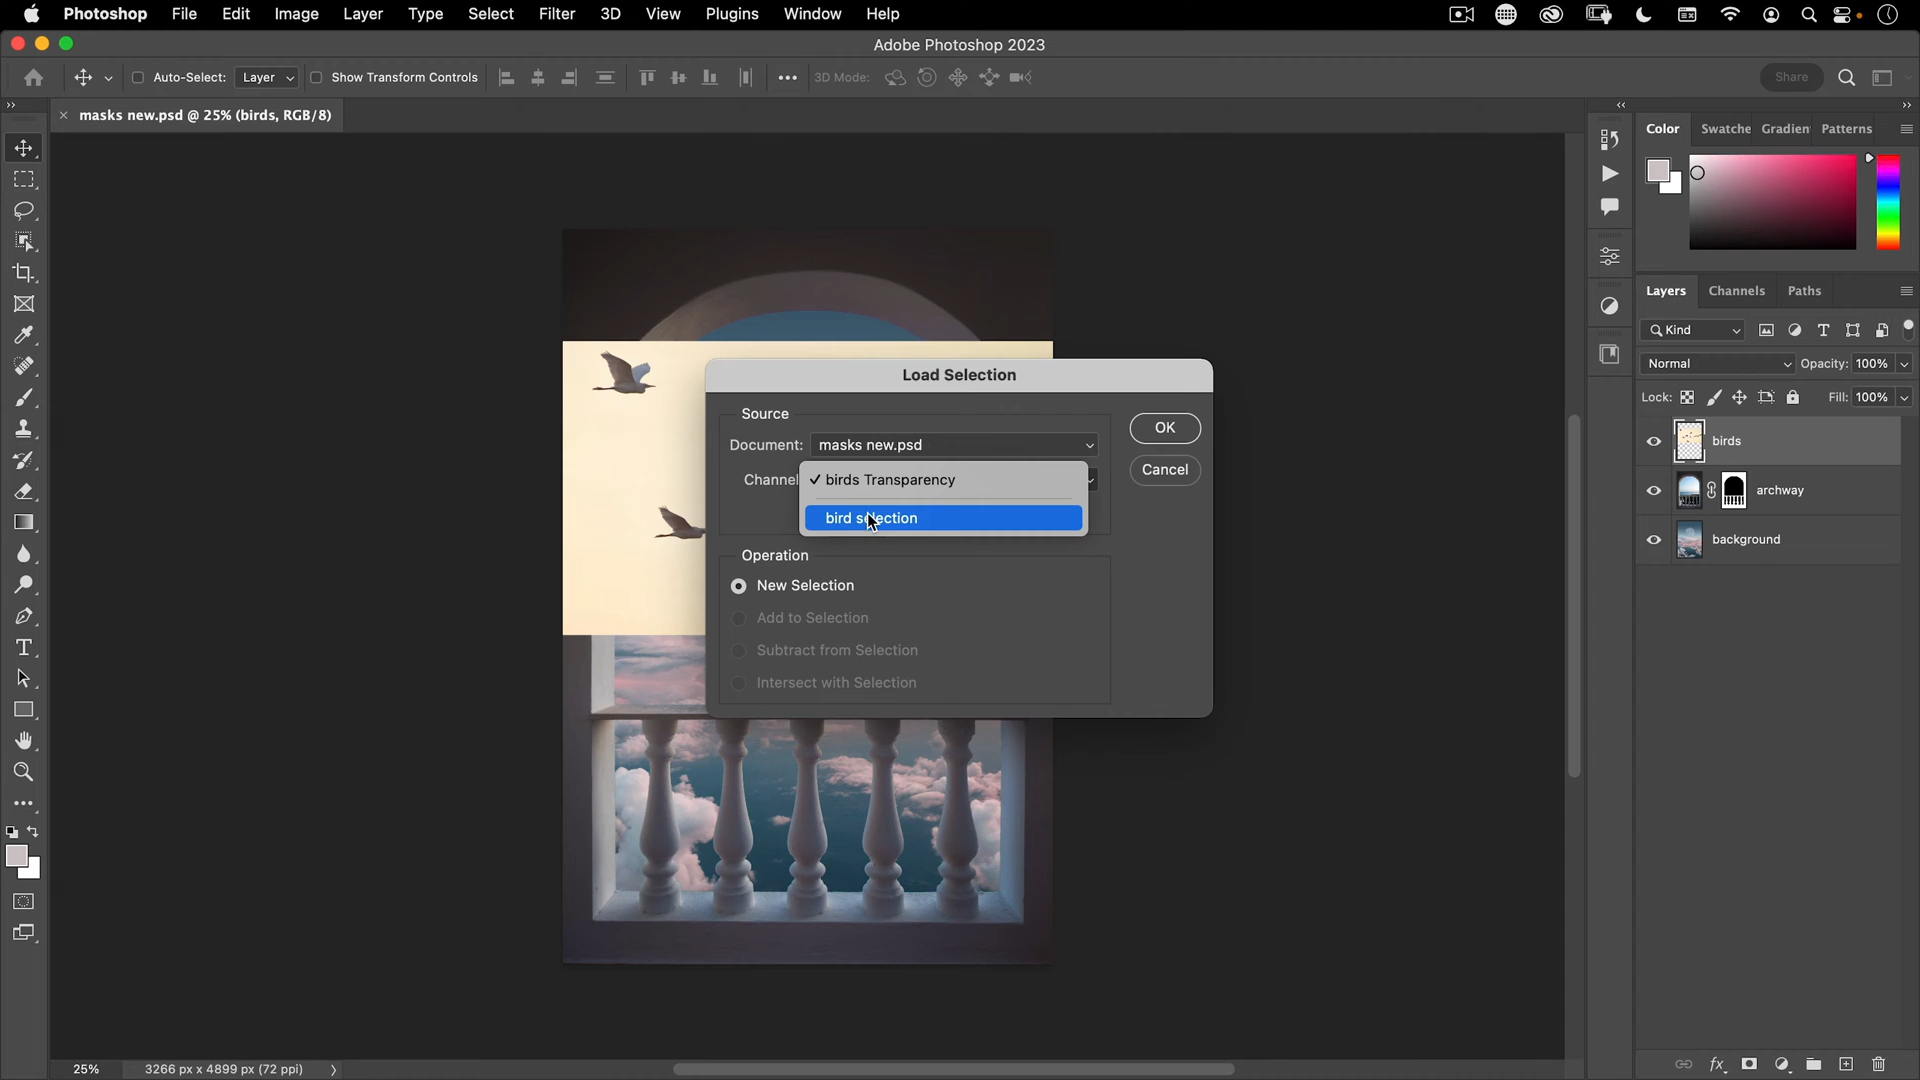 Photoshop File Edit Image Layer Type Select Filter 3D View Plugins Window Help
Adobe Photoshop 2023
Auto-Select: Layer Show Transform Controls 3D Mode: Share
masks new.psd @ 25% (birds, RGB/8)
Color Swatche Gradien Patterns
Layers Channels Paths
Kind
Normal Opacity: 100%
Lock: Fill: 100%
birds
archway
background
Load Selection
Source
Document: masks new.psd
Channel
birds Transparency
bird selection
OK
Cancel
Operation
New Selection
Add to Selection
Subtract from Selection
Intersect with Selection
25% 3266 px x 4899 px (72 ppi)